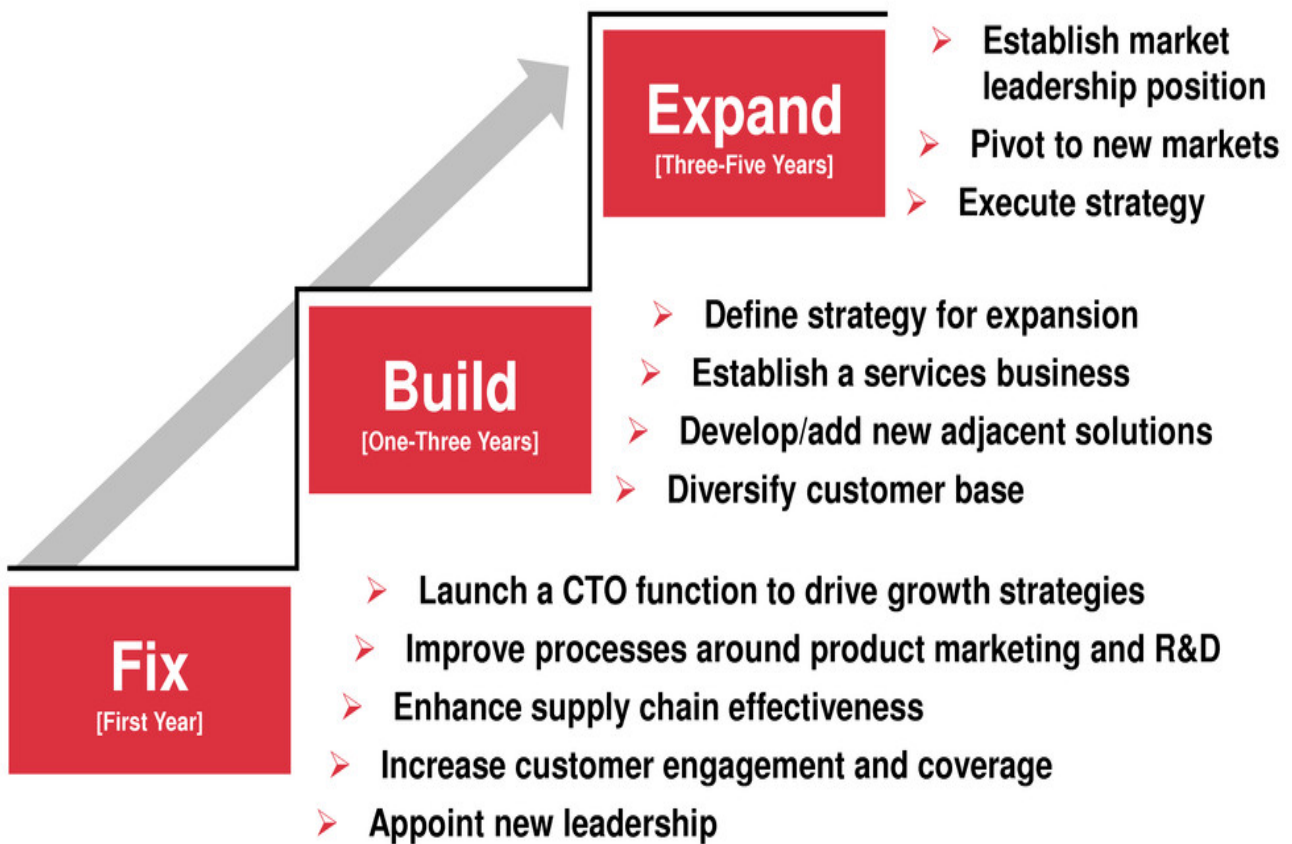 Expand
[Three-Five Years]
Establish market
leadership position
Pivot to new markets
Execute strategy
Build
[One-Three Years]
Define strategy for expansion
Establish a services business
Develop/add new adjacent solutions
Diversify customer base
Fix
[First Year]
Launch a CTO function to drive growth strategies
Improve processes around product marketing and R&D
Enhance supply chain effectiveness
Increase customer engagement and coverage
Appoint new leadership